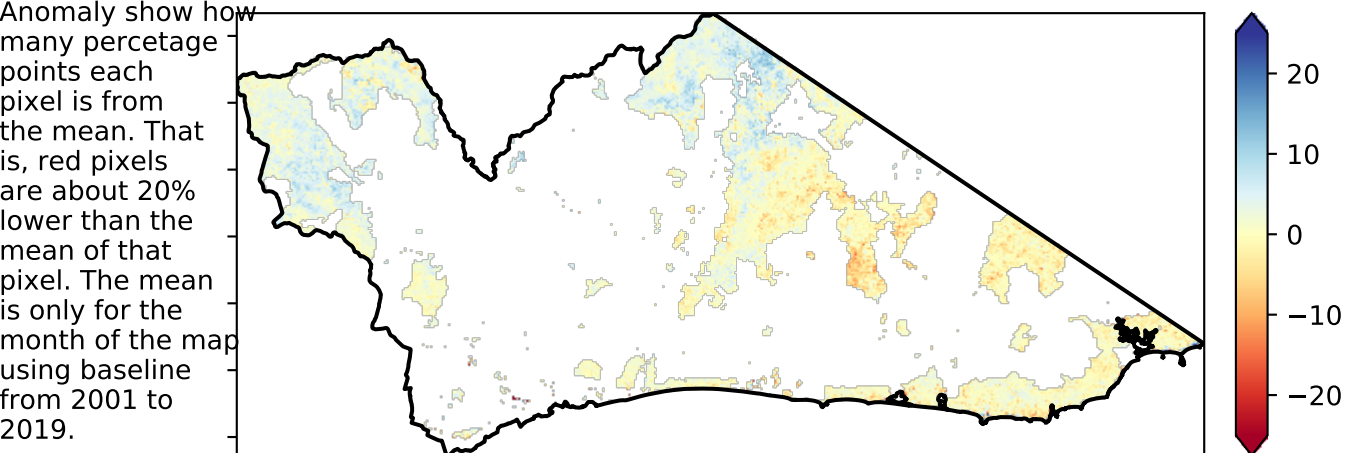 Anomaly show how
many percetage
points each
pixel is from
the mean. That
is, red pixels
are about 20%
lower than the
mean of that
pixel. The mean
is only for the
month of the map
using baseline
from 2001 to
2019.
20
10
0
−10
−20